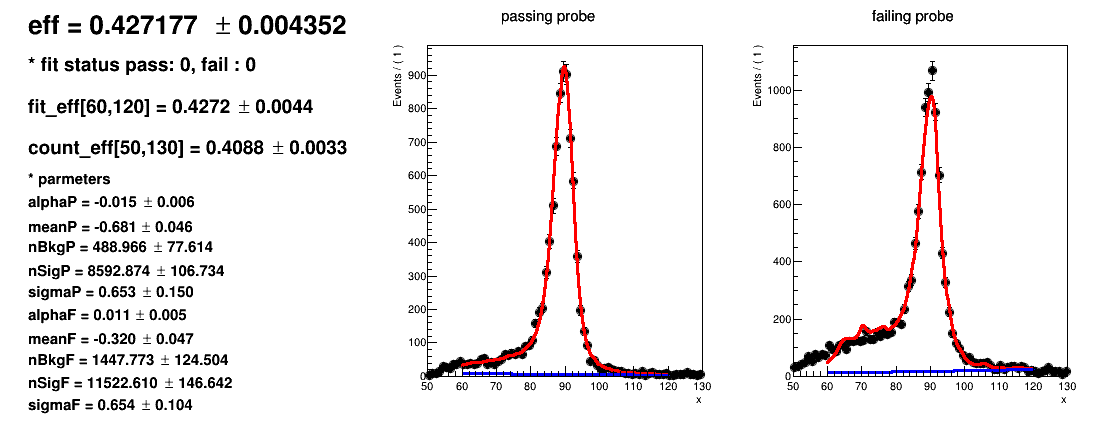 eff = 0.427177 ± 0.004352
* fit status pass: 0, fail : 0
fit_eff[60,120] = 0.4272 ± 0.0044
count_eff[50,130] = 0.4088 ± 0.0033
* parmeters
alphaP = -0.015 ± 0.006
meanP = -0.681 ± 0.046
nBkgP = 488.966 ± 77.614
nSigP = 8592.874 ± 106.734
sigmaP = 0.653 ± 0.150
alphaF = 0.011 ± 0.005
meanF = -0.320 ± 0.047
nBkgF = 1447.773 ± 124.504
nSigF = 11522.610 ± 146.642
sigmaF = 0.654 ± 0.104
passing probe
Events / ( 1 )
900
800
700
600
500
400
300
200
100
0
50 60 70 80 90 100 110 120 130
x
failing probe
Events / ( 1 )
1000
800
600
400
200
0
50 60 70 80 90 100 110 120 130
x